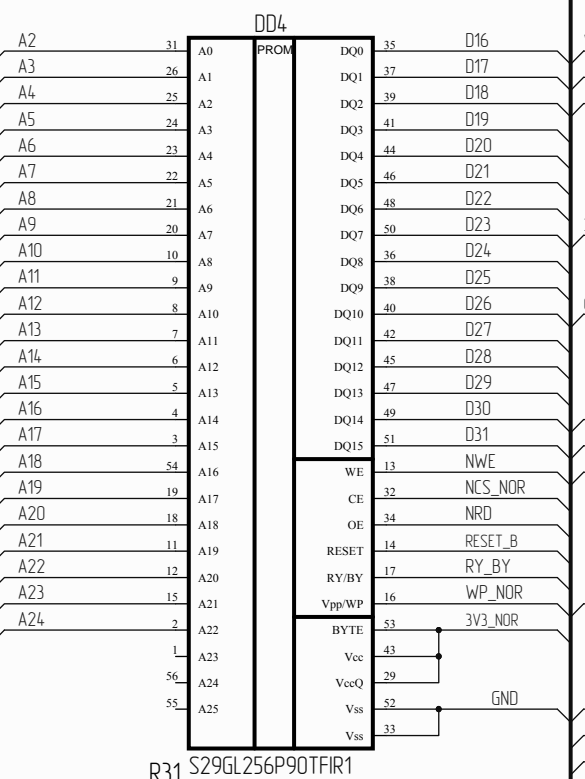 DD4
A2 31 A0 PROM DQ0 35 D16
A3 26 A1 DQ1 37 D17
A4 25 A2 DQ2 39 D18
A5 24 A3 DQ3 41 D19
A6 23 A4 DQ4 44 D20
A7 22 A5 DQ5 46 D21
A8 21 A6 DQ6 48 D22
A9 20 A7 DQ7 50 D23
A10 10 A8 DQ8 36 D24
A11 9 A9 DQ9 38 D25
A12 8 A10 DQ10 40 D26
A13 7 A11 DQ11 42 D27
A14 6 A12 DQ12 45 D28
A15 5 A13 DQ13 47 D29
A16 4 A14 DQ14 49 D30
A17 3 A15 DQ15 51 D31
A18 54 A16 WE 13 NWE
A19 19 A17 CE 32 NCS_NOR
A20 18 A18 OE 34 NRD
A21 11 A19 RESET 14 RESET_B
A22 12 A20 RY/BY 17 RY_BY
A23 15 A21 Vpp/WP 16 WP_NOR
A24 2 A22 BYTE 53 3V3_NOR
1 A23 Vcc 43
56 A24 VccQ 29
55 A25 Vss 52 GND
Vss 33
R31 S29GL256P90TFIR1